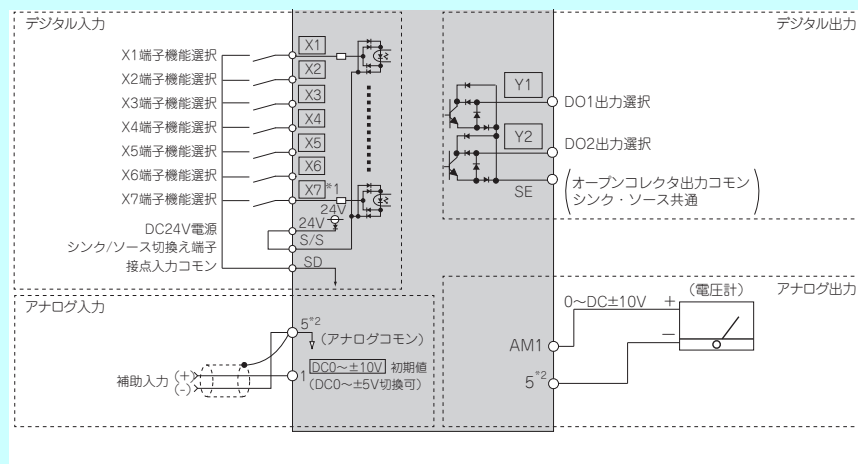 デジタル入力
X1端子機能選択
X1
X2端子機能選択
X2
X3端子機能選択
X3
X4端子機能選択
X4
X5端子機能選択
X5
X6端子機能選択
X6
X7端子機能選択
X7 *1
24V
DC24V電源
24V
シンク/ソース切換え端子
S/S
接点入力コモン
SD
デジタル出力
Y1
DO1出力選択
Y2
DO2出力選択
SE
(オープンコレクタ出力コモン
シンク・ソース共通)
アナログ入力
5*2
(アナログコモン)
補助入力 (+)
(-)
1
DC0〜±10V 初期値
(DC0〜±5V切換可)
アナログ出力
(電圧計)
0〜DC±10V
+
−
AM1
5*2